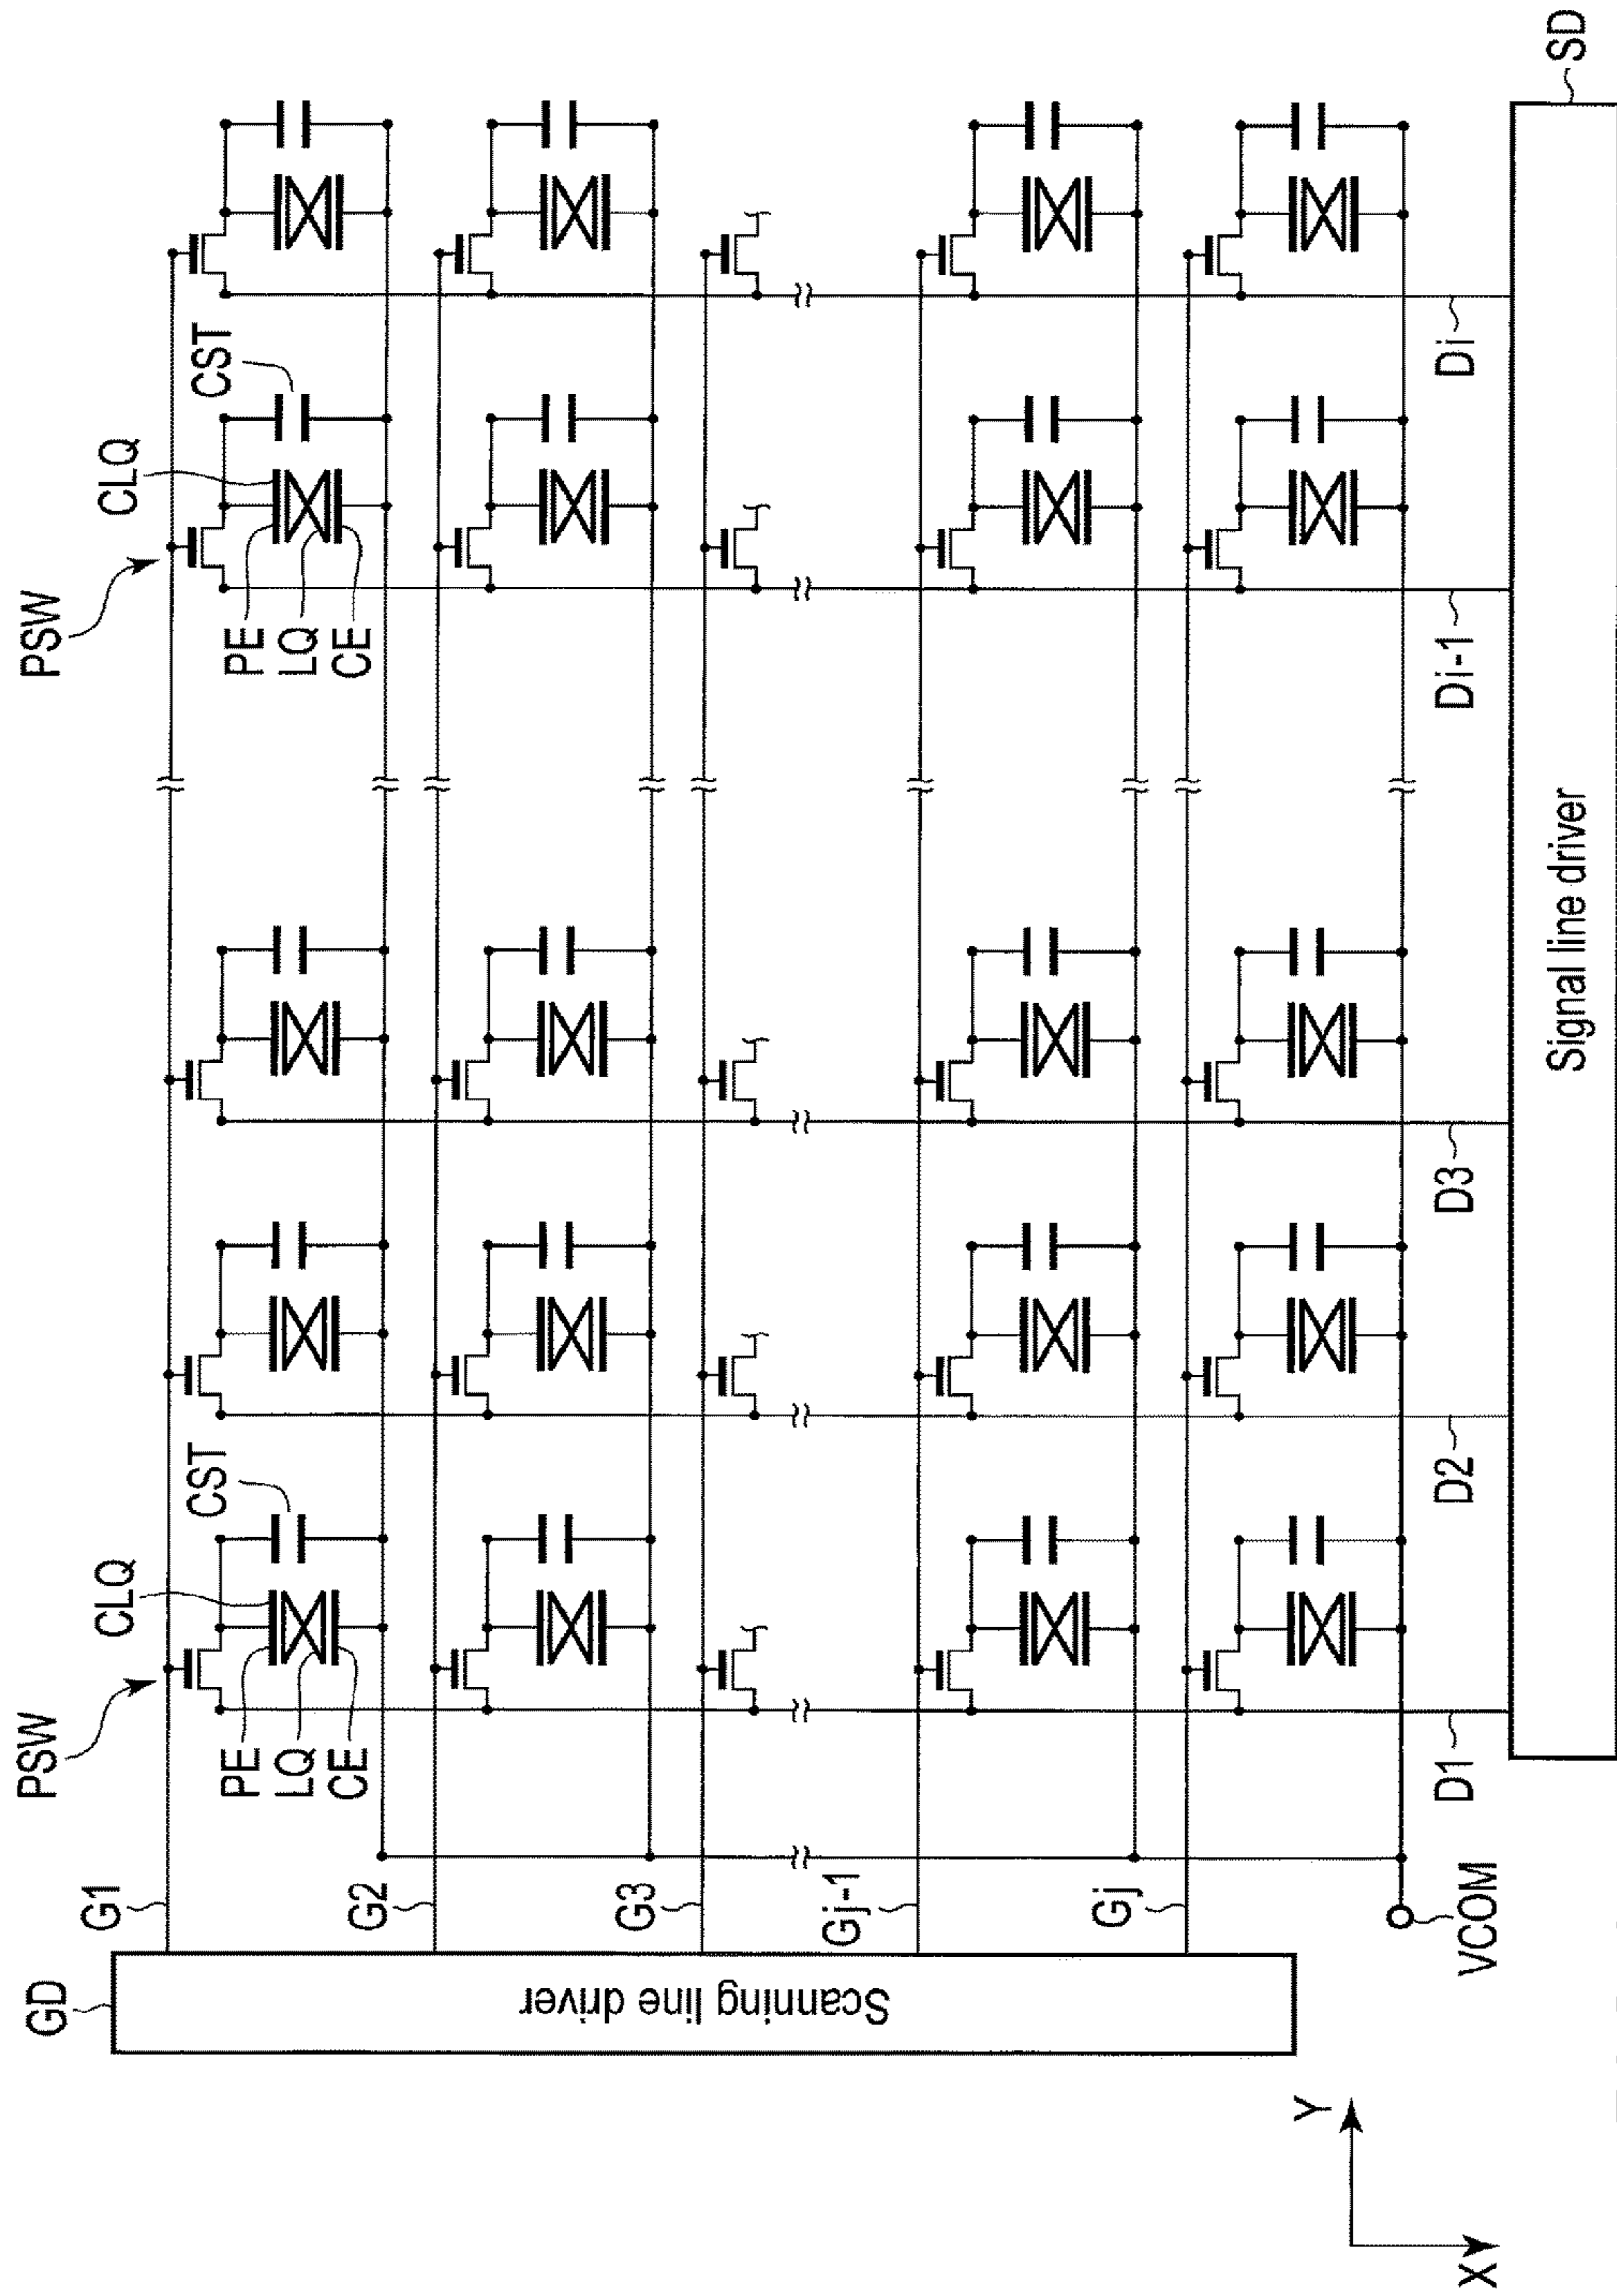 GD
Scanning line driver
G1
G2
G3
Gj-1
Gj
VCOM
PSW
CLQ
CST
PE
LQ
CE
PSW
CLQ
CST
PE
LQ
CE
D1
D2
D3
Di-1
Di
Signal line driver
SD
Y
X